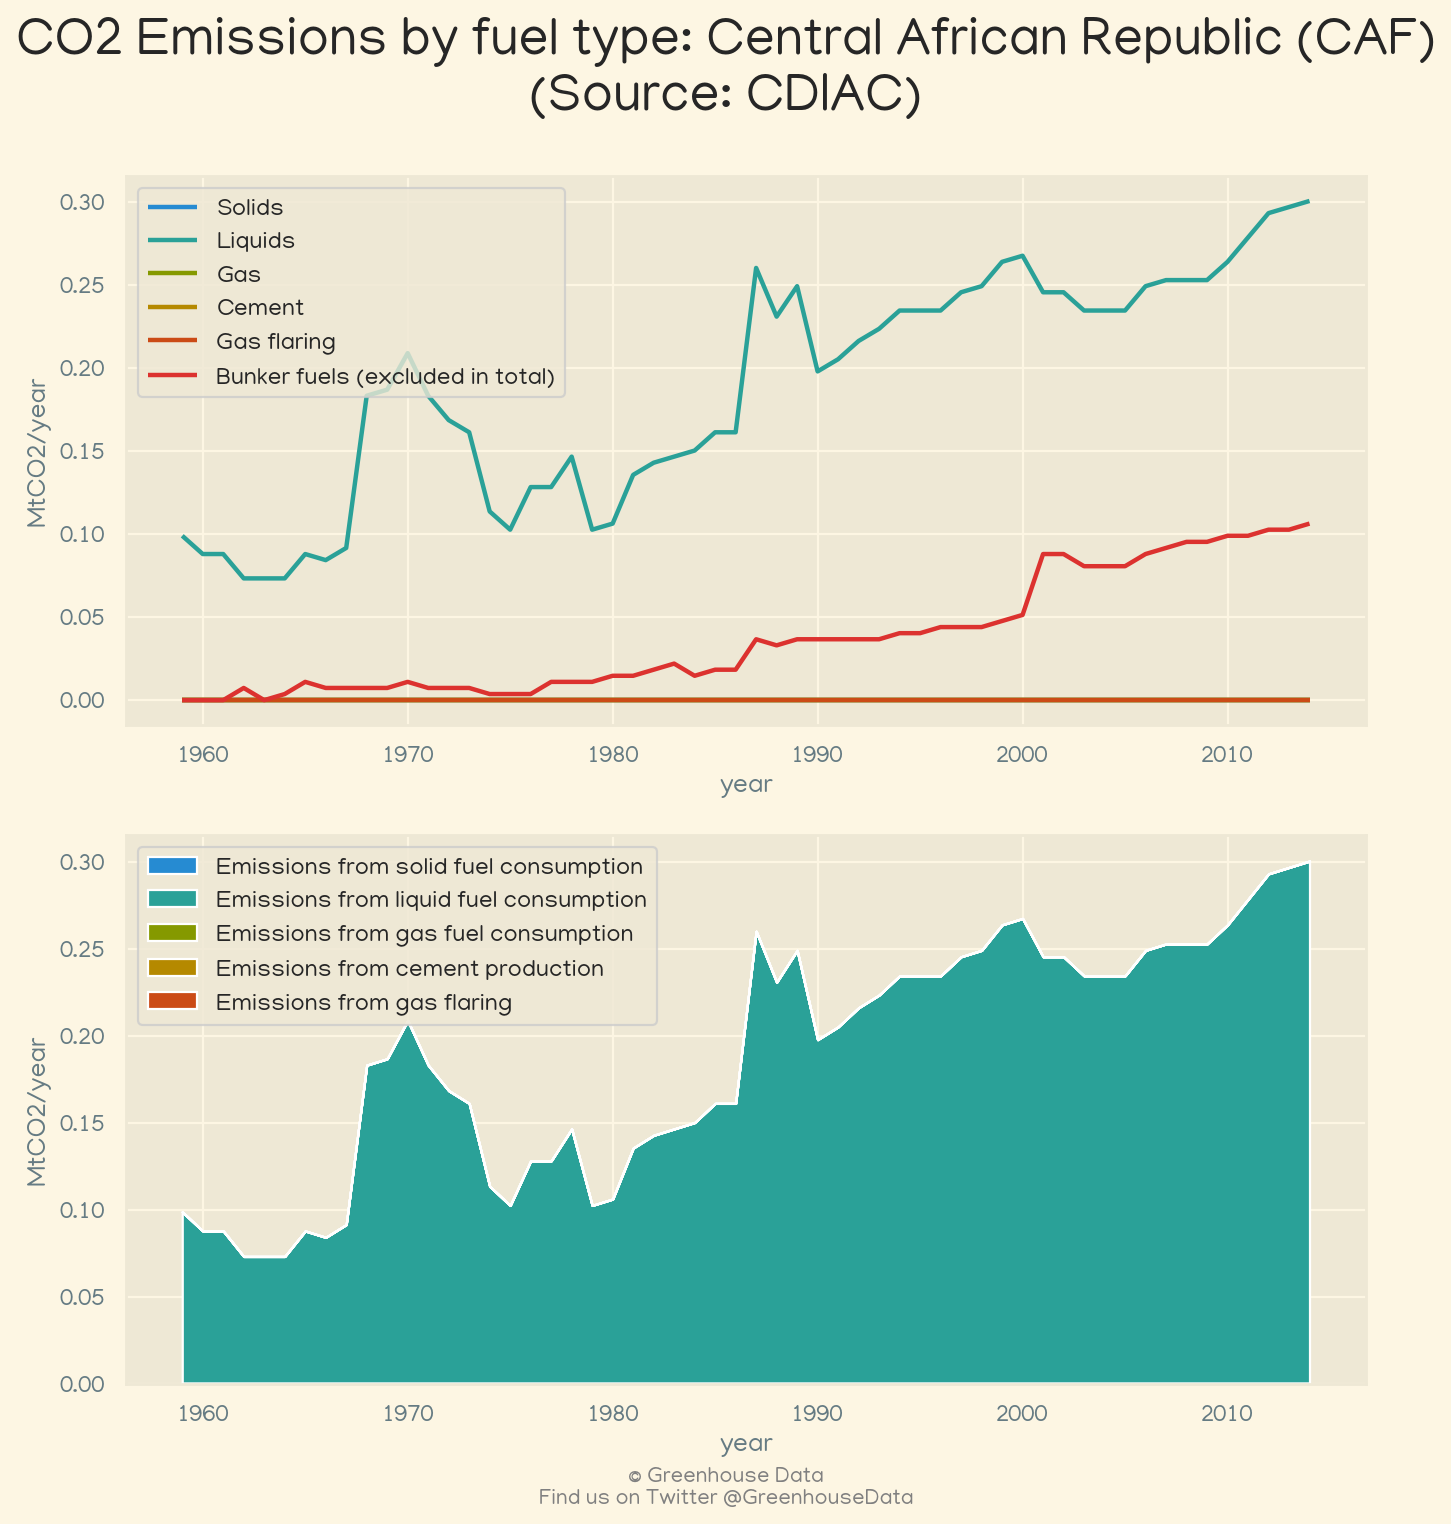 CO2 Emissions by fuel type: Central African Republic (CAF)
(Source: CDIAC)
0.30
0.25
0.20
0.15
0.10
0.05
0.00
MtCO2/year
Solids
Liquids
Gas
Cement
Gas flaring
Bunker fuels (excluded in total)
1960 1970 1980 1990 2000 2010
year
0.30
0.25
0.20
0.15
0.10
0.05
0.00
MtCO2/year
Emissions from solid fuel consumption
Emissions from liquid fuel consumption
Emissions from gas fuel consumption
Emissions from cement production
Emissions from gas flaring
1960 1970 1980 1990 2000 2010
year
© Greenhouse Data
Find us on Twitter @GreenhouseData